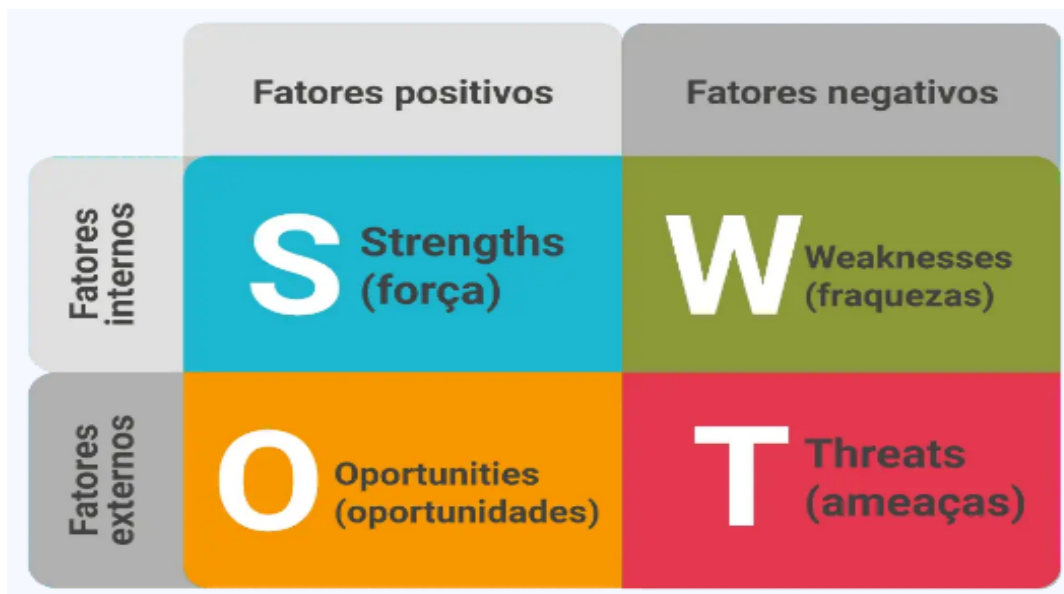 Fatores positivos
Fatores negativos
Fatores
internos
S
Strengths
(força)
W
Weaknesses
(fraquezas)
Fatores
externos
O
Oportunities
(oportunidades)
T
Threats
(ameaças)